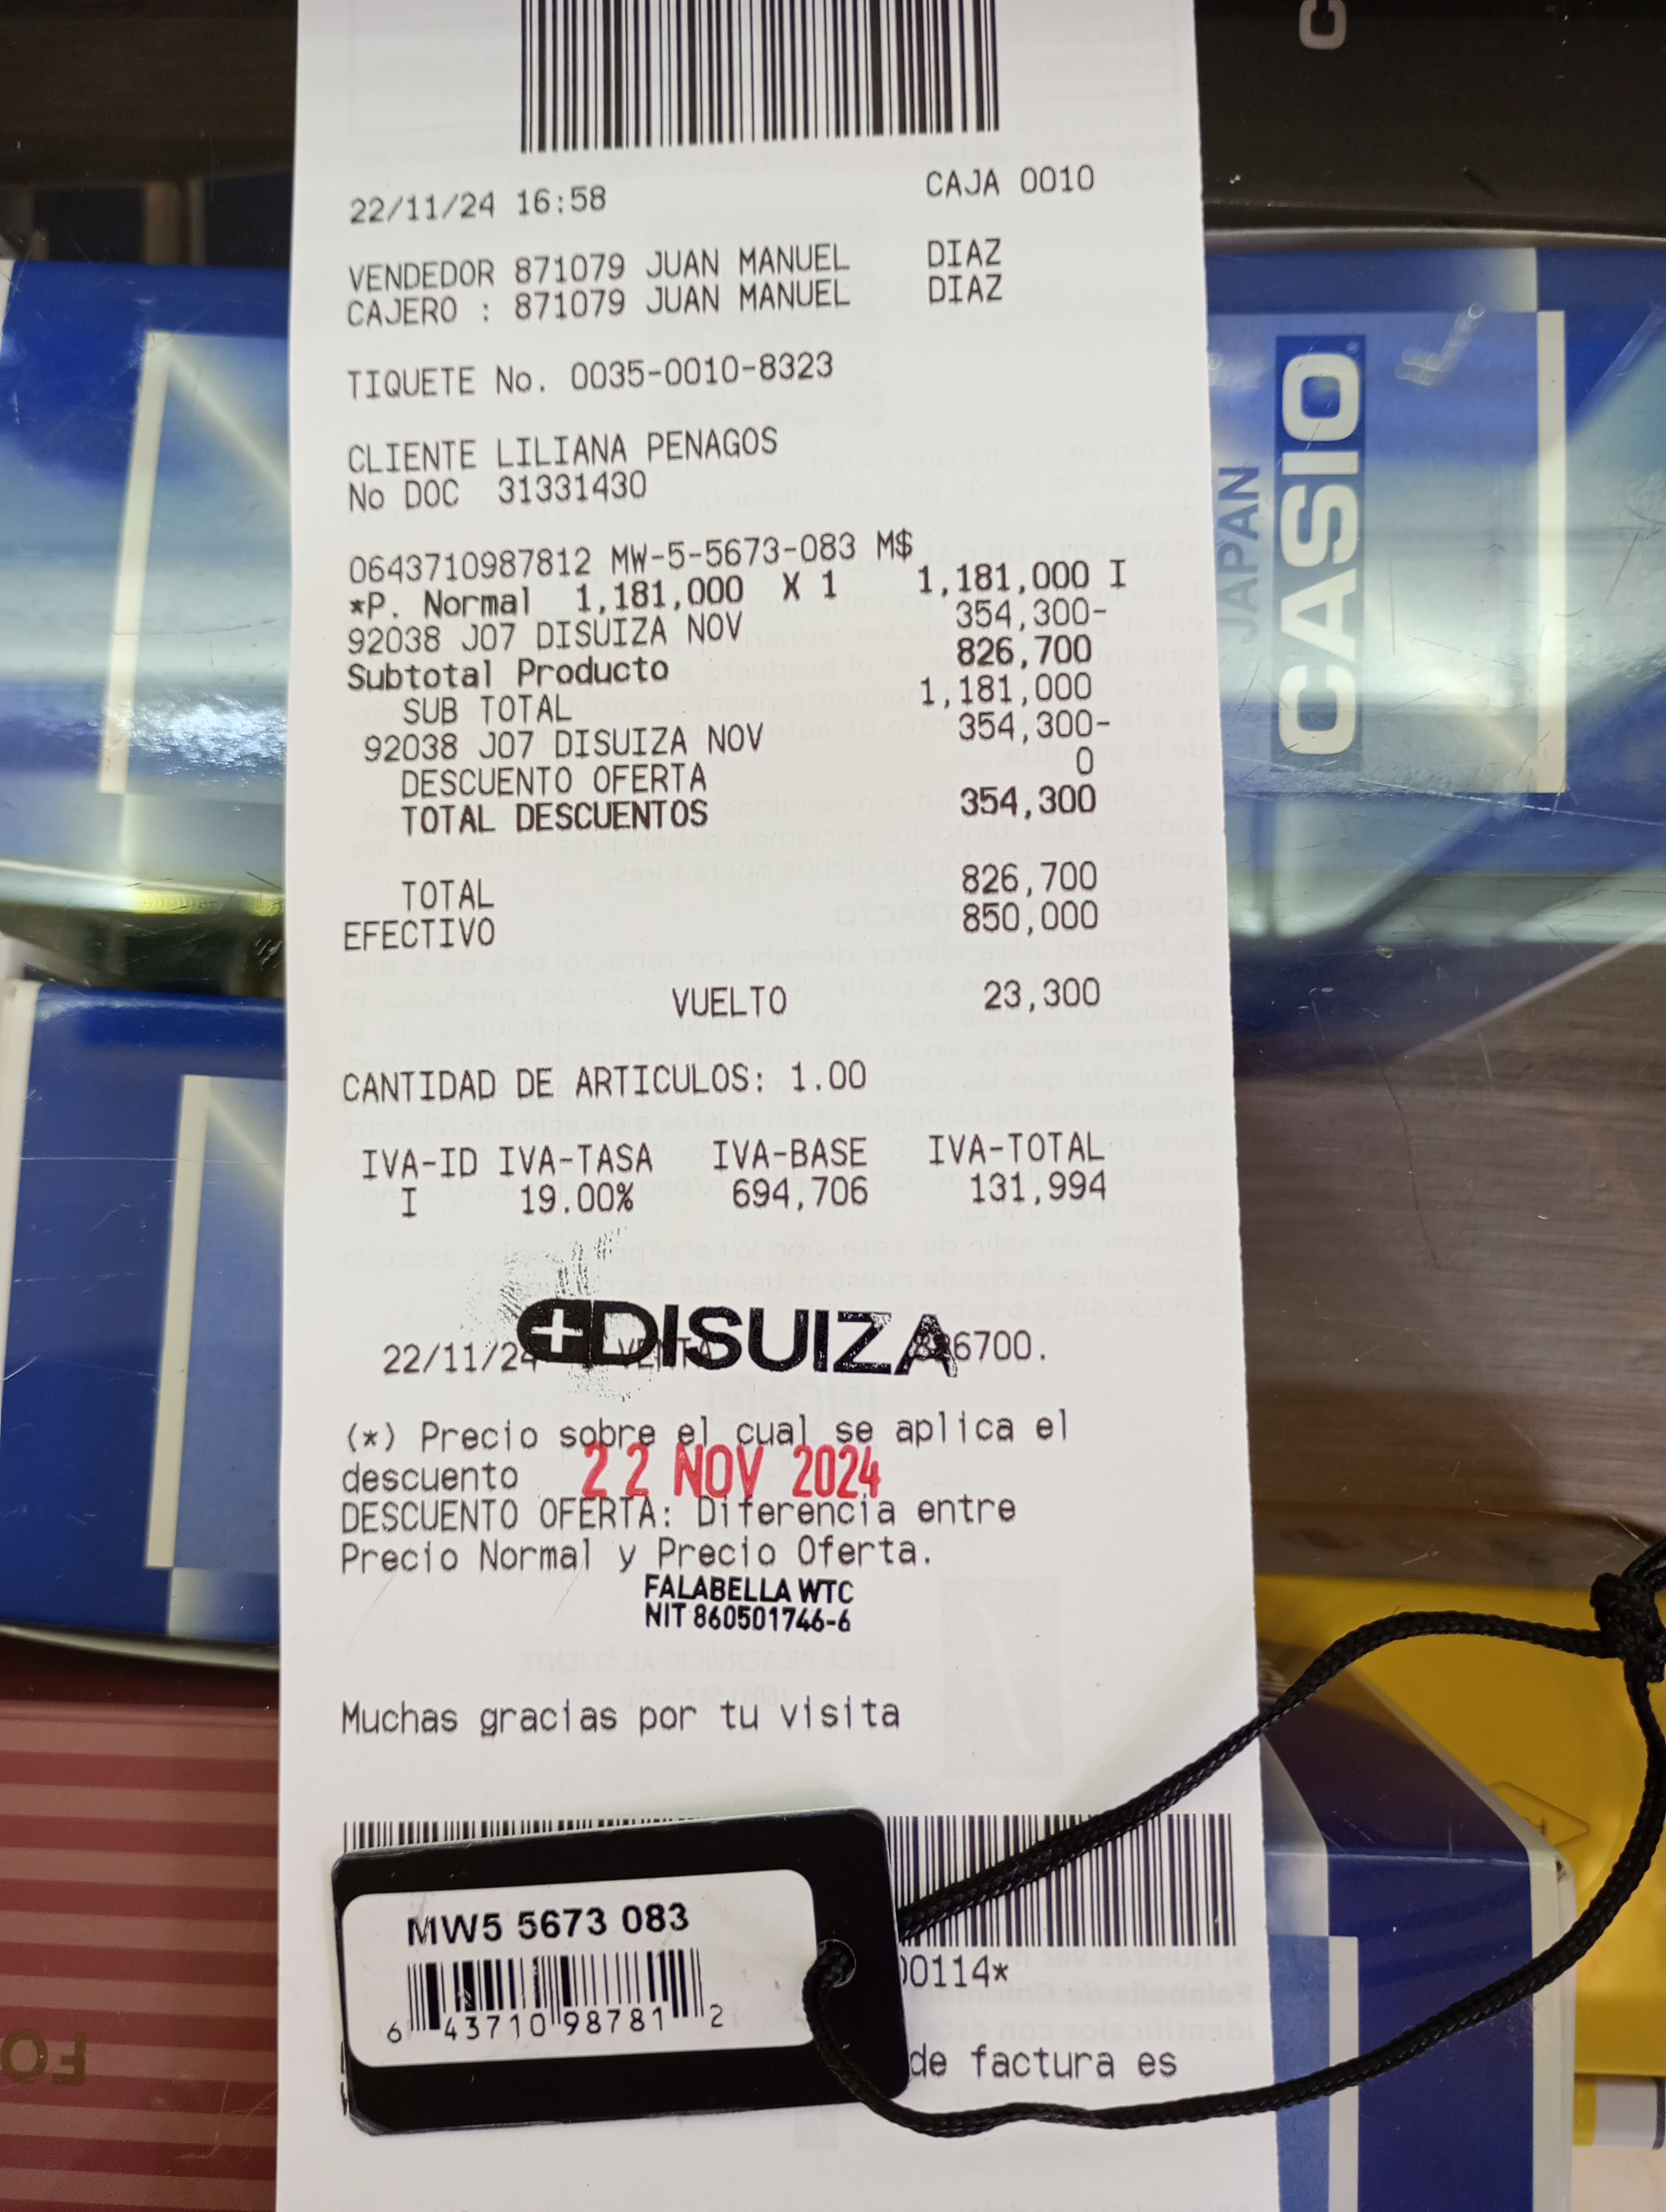 22/11/24 16:58 CAJA 0010
VENDEDOR 871079 JUAN MANUEL DIAZ
CAJERO : 871079 JUAN MANUEL DIAZ
TIQUETE No. 0035-0010-8323
CLIENTE LILIANA PENAGOS
No DOC 31331430
0643710987812 MW-5-5673-083 M$
*P. Normal 1,181,000 X 1 1,181,000 I
92038 J07 DISUIZA NOV 354,300-
Subtotal Producto 826,700
SUB TOTAL 1,181,000
92038 J07 DISUIZA NOV 354,300-
DESCUENTO OFERTA 0
TOTAL DESCUENTOS 354,300
TOTAL 826,700
EFECTIVO 850,000
VUELTO 23,300
CANTIDAD DE ARTICULOS: 1.00
IVA-ID IVA-TASA IVA-BASE IVA-TOTAL
I 19.00% 694,706 131,994
DISUIZA
22/11/24 VENTA 826700.
(*) Precio sobre el cual se aplica el
descuento
22 NOV 2024
DESCUENTO OFERTA: Diferencia entre
Precio Normal y Precio Oferta.
FALABELLA WTC
NIT 860501746-6
Muchas gracias por tu visita
MW5 5673 083
6 43710 98781 2
00114*
de factura es
JAPAN
CASIO
FO
C